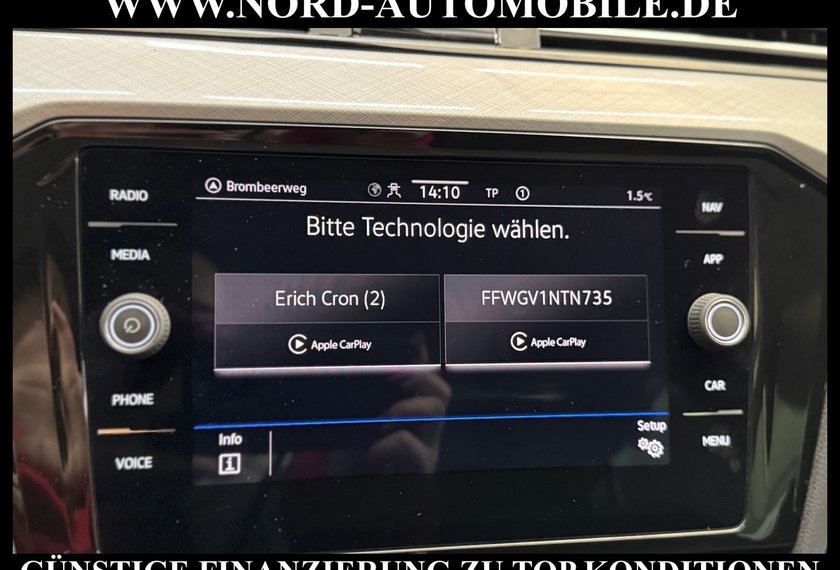 WWW.NORD-AUTOMOBILE.DE
RADIO
MEDIA
PHONE
VOICE
Brombeerweg
14:10
TP
1
1.5°C
Bitte Technologie wählen.
Erich Cron (2)
Apple CarPlay
FFWGV1NTN735
Apple CarPlay
Info
i
Setup
NAV
APP
CAR
MENU
GÜNSTIGE FINANZIERUNG ZU TOP KONDITIONEN